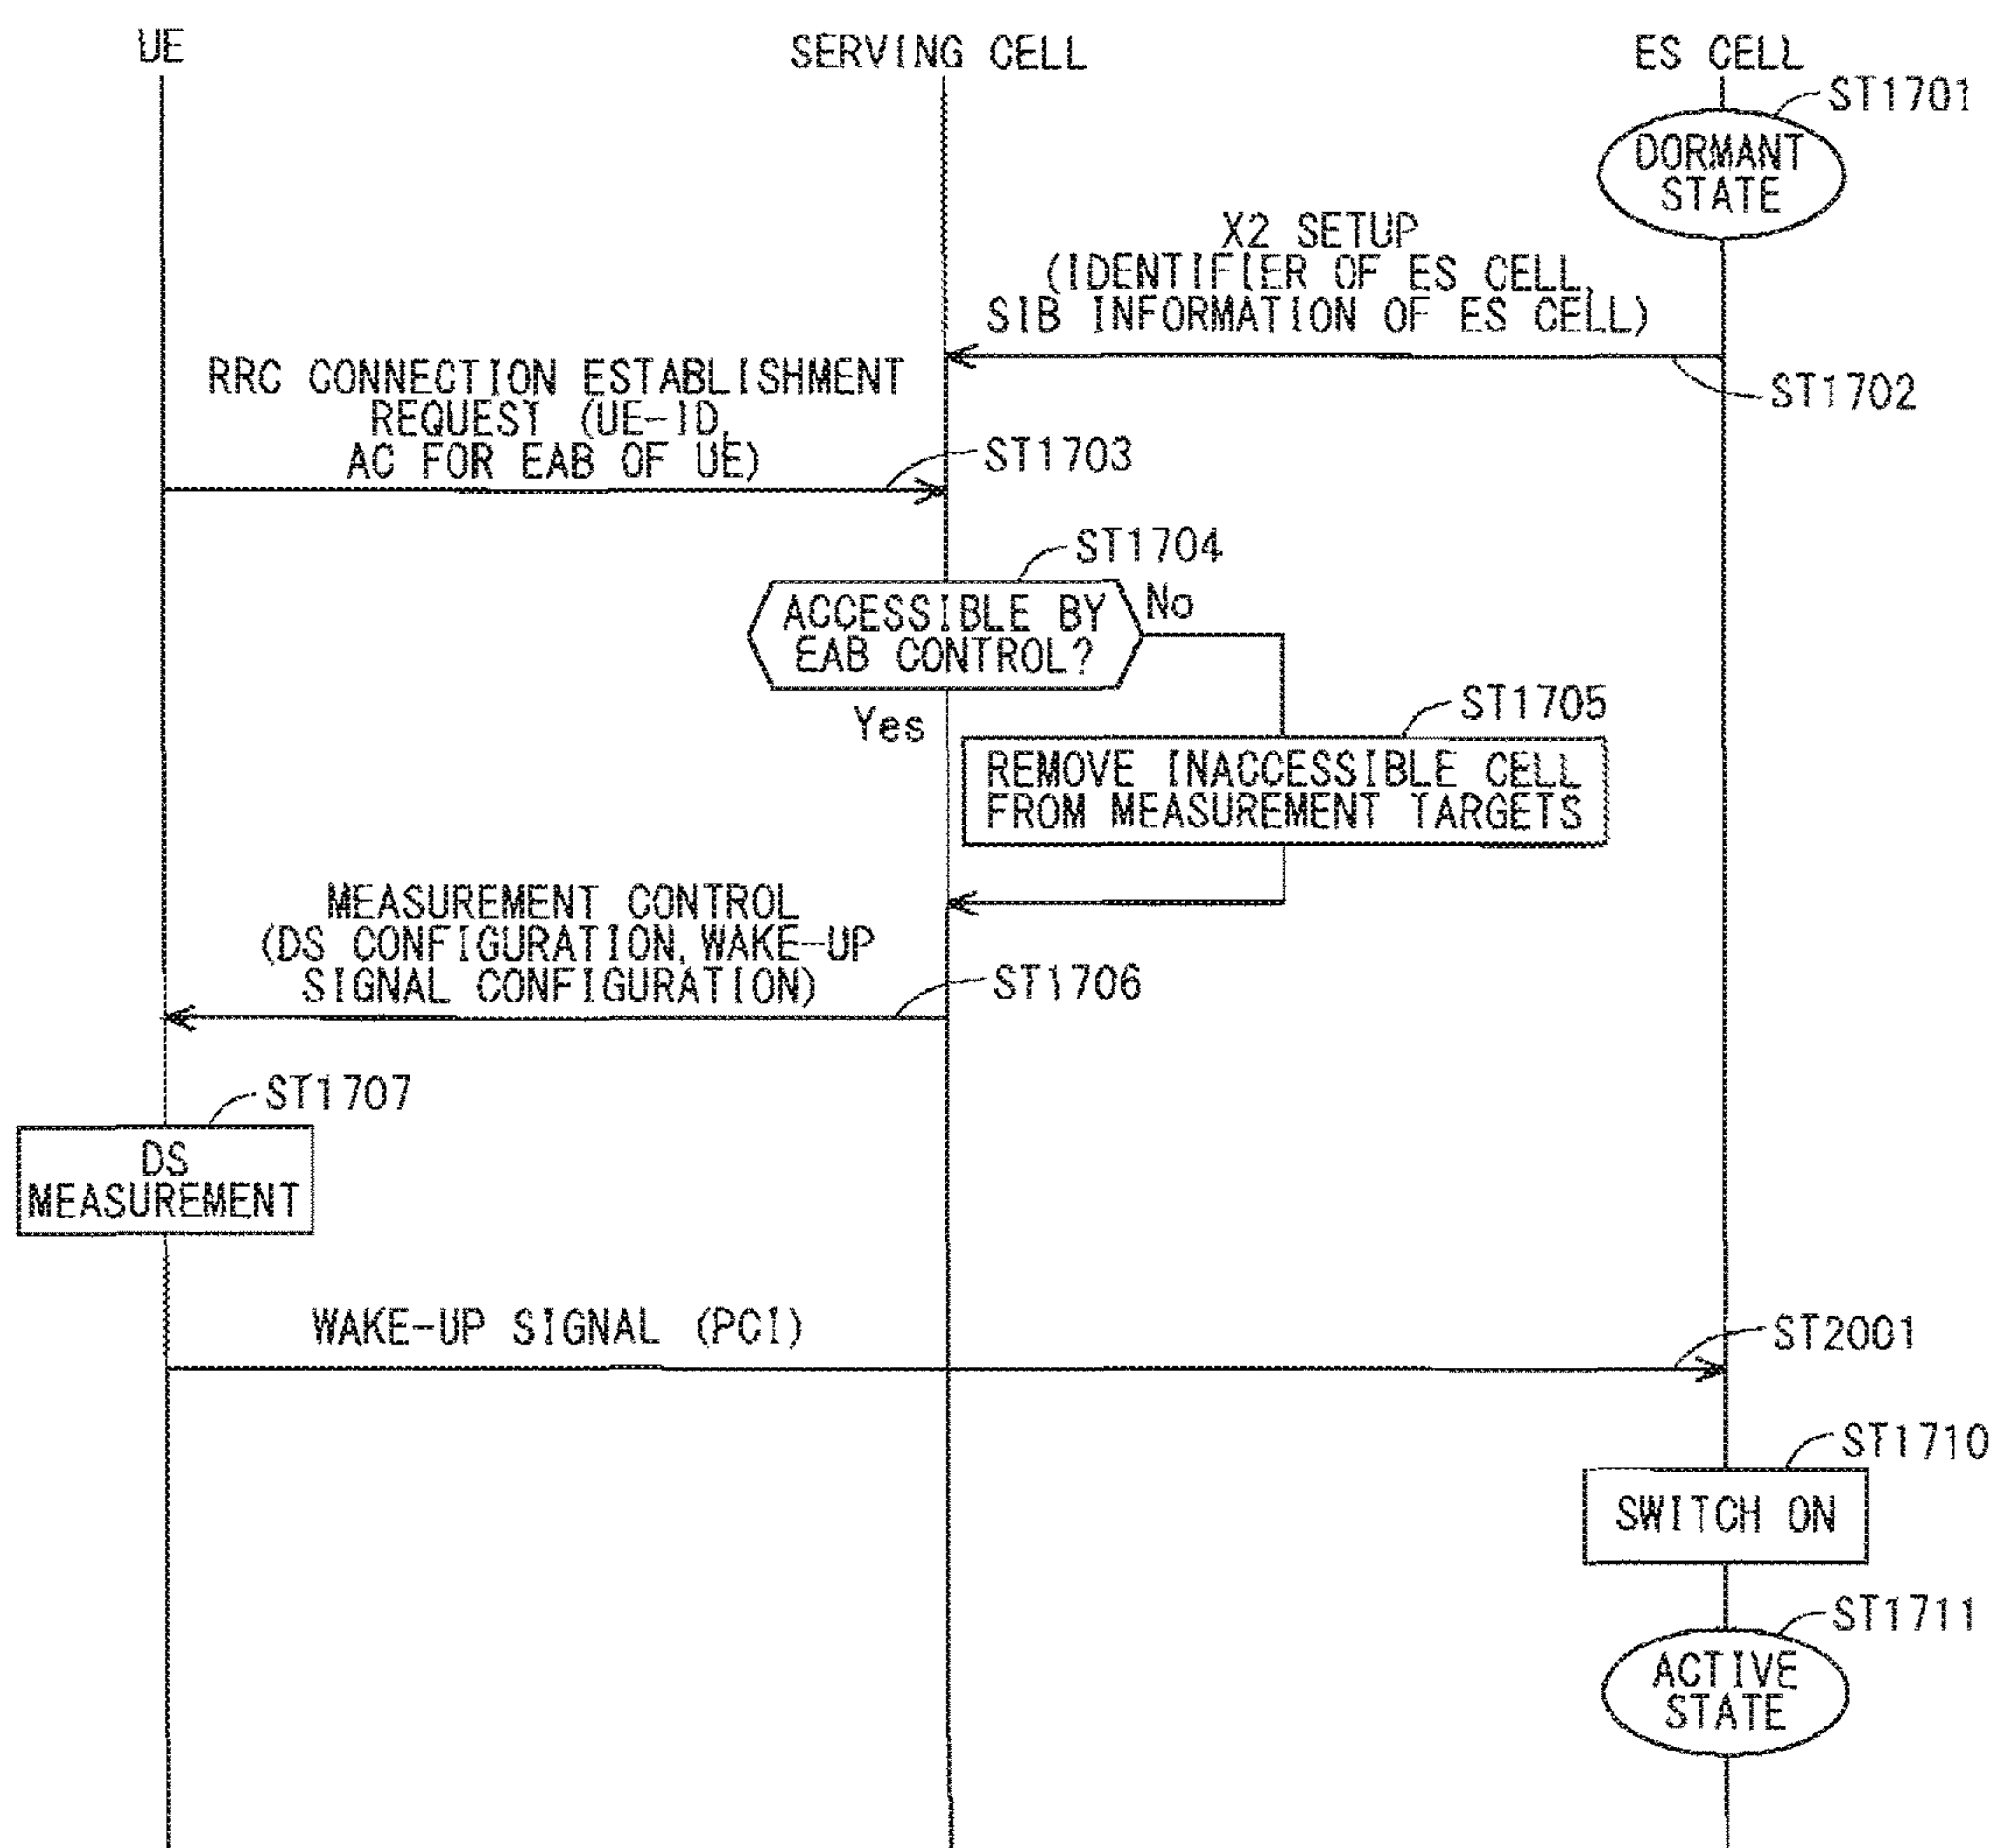 UE
SERVING CELL
ES CELL
ST1701
DORMANT
STATE
X2 SETUP
(IDENTIFIER OF ES CELL,
SIB INFORMATION OF ES CELL)
ST1702
RRC CONNECTION ESTABLISHMENT
REQUEST (UE-ID,
AC FOR EAB OF UE)
ST1703
ST1704
ACCESSIBLE BY
EAB CONTROL?
No
Yes
ST1705
REMOVE INACCESSIBLE CELL
FROM MEASUREMENT TARGETS
MEASUREMENT CONTROL
(DS CONFIGURATION, WAKE-UP
SIGNAL CONFIGURATION)
ST1706
ST1707
DS
MEASUREMENT
WAKE-UP SIGNAL (PCI)
ST2001
ST1710
SWITCH ON
ST1711
ACTIVE
STATE